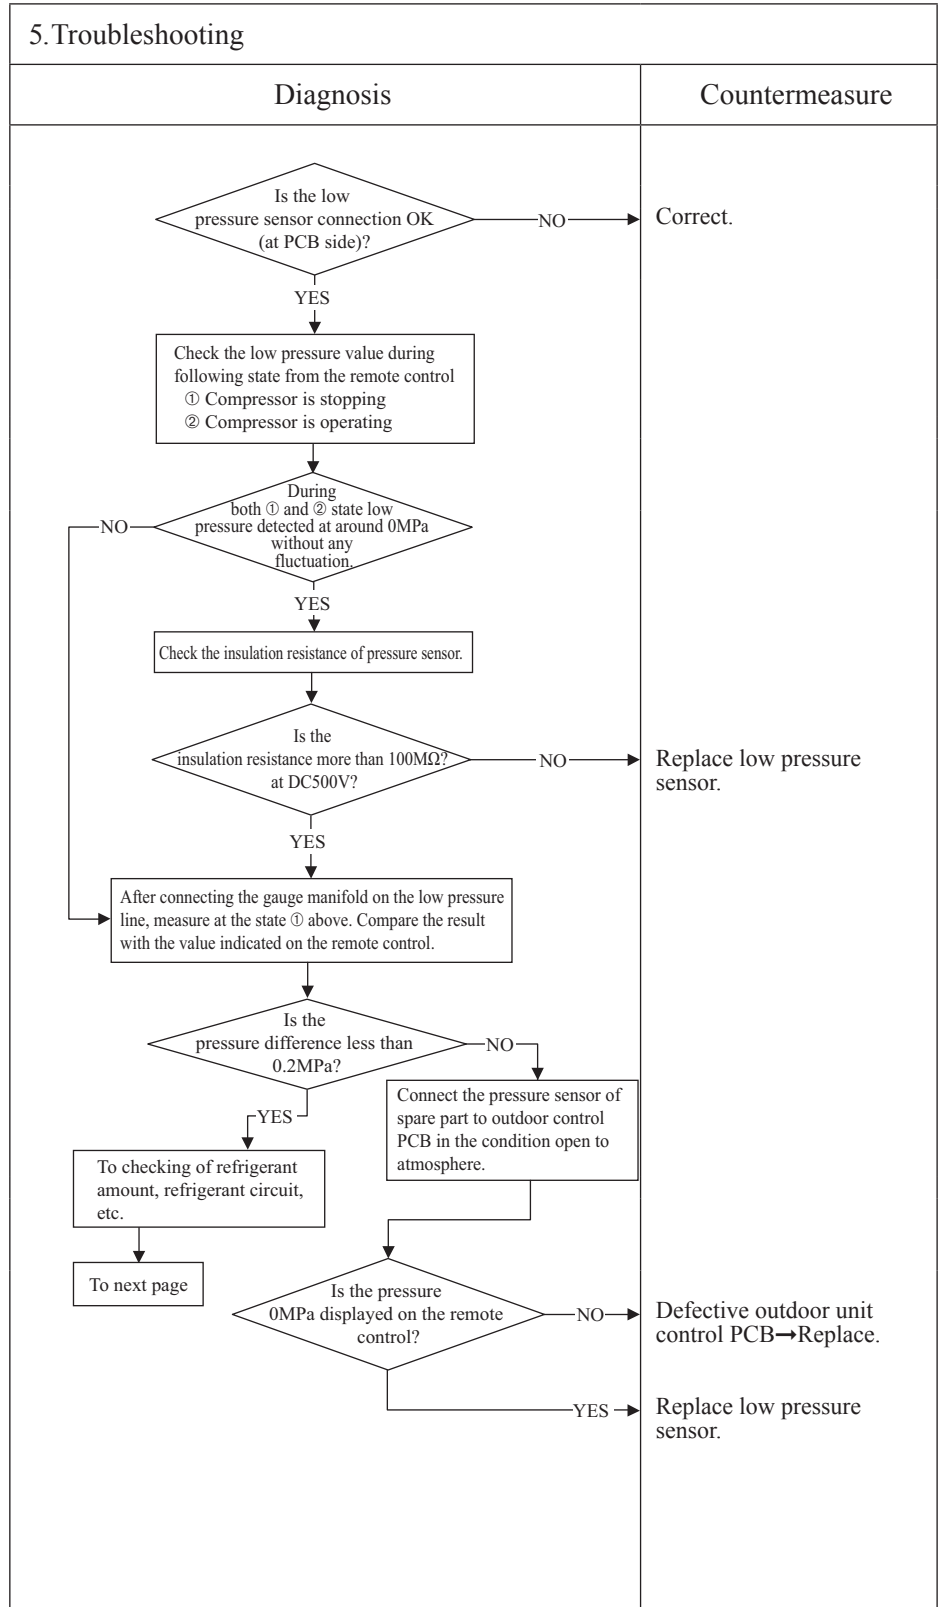 5.Troubleshooting
Diagnosis
Countermeasure
Is the low
pressure sensor connection OK
(at PCB side)?
NO
Correct.
YES
Check the low pressure value during
following state from the remote control
① Compressor is stopping
② Compressor is operating
During
both ① and ② state low
pressure detected at around 0MPa
without any
fluctuation.
NO
YES
Check the insulation resistance of pressure sensor.
Is the
insulation resistance more than 100MΩ?
at DC500V?
NO
Replace low pressure
sensor.
YES
After connecting the gauge manifold on the low pressure
line, measure at the state ① above. Compare the result
with the value indicated on the remote control.
Is the
pressure difference less than
0.2MPa?
NO
YES
Connect the pressure sensor of
spare part to outdoor control
PCB in the condition open to
atmosphere.
To checking of refrigerant
amount, refrigerant circuit,
etc.
To next page
Is the pressure
0MPa displayed on the remote
control?
NO
Defective outdoor unit
control PCB→Replace.
YES
Replace low pressure
sensor.